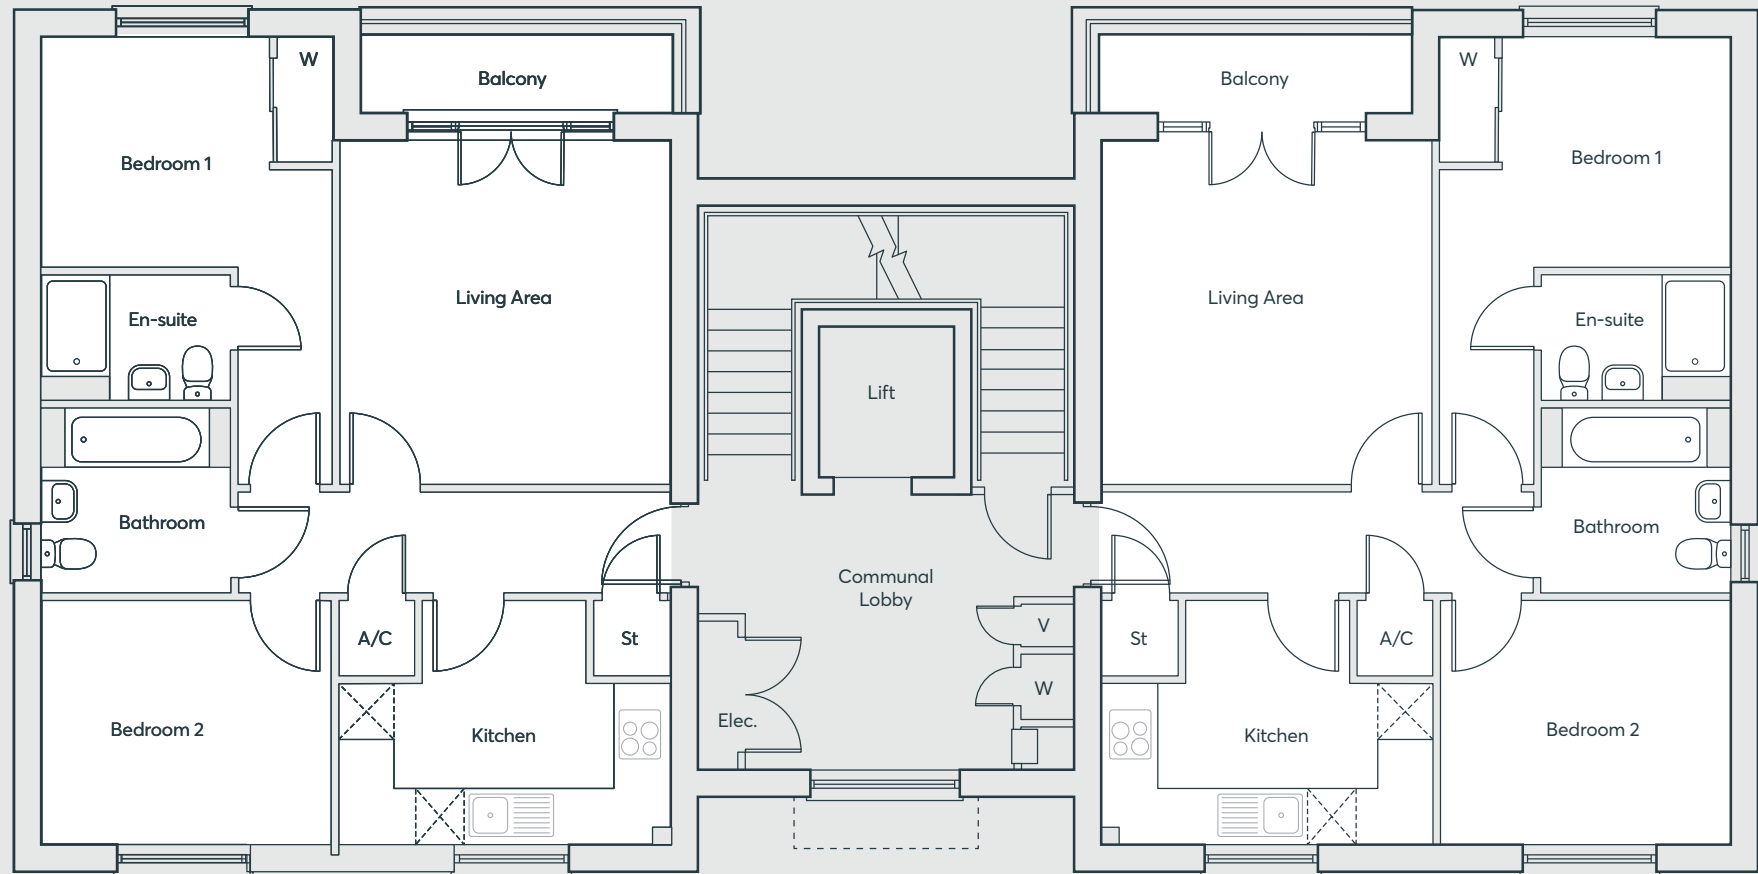 W
Balcony
Bedroom 1
Living Area
En-suite
Bathroom
A/C
St
Bedroom 2
Kitchen
Lift
Communal
Lobby
Elec.
V
W
Balcony
W
Bedroom 1
Living Area
En-suite
Bathroom
St
A/C
Kitchen
Bedroom 2